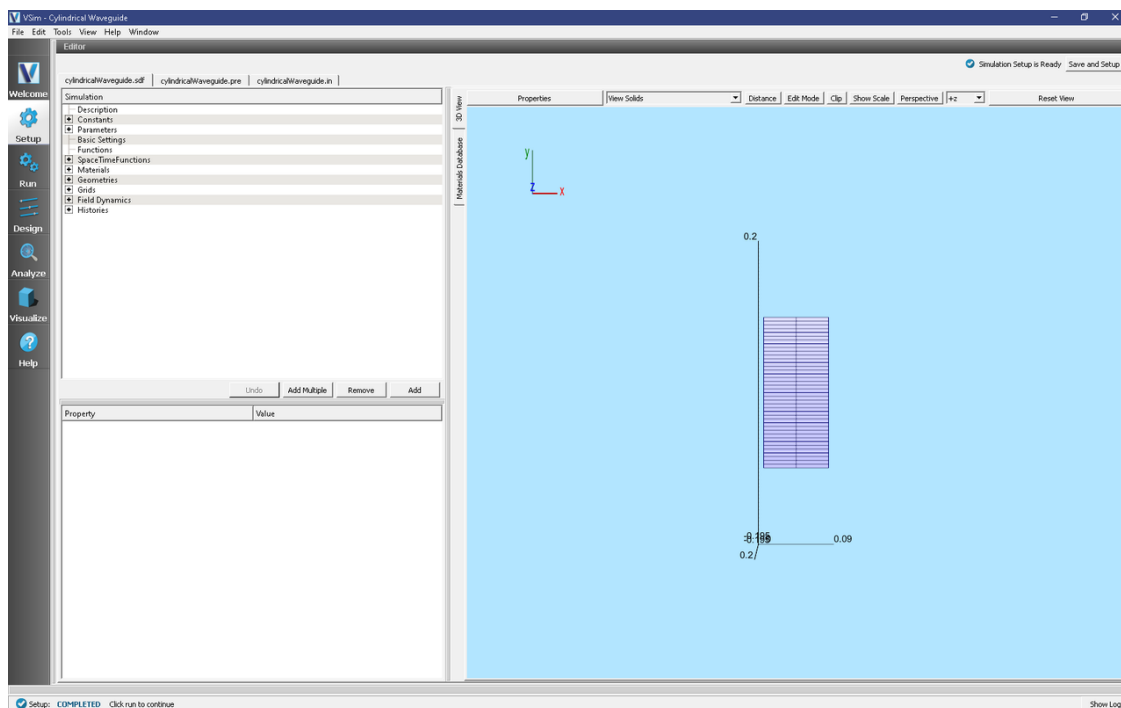 VSim - Cylindrical Waveguide
File Edit Tools View Help Window
Editor
Simulation Setup is Ready Save and Setup
cylindricalWaveguide.sdf cylindricalWaveguide.pre cylindricalWaveguide.in
Welcome
Setup
Run
Design
Analyze
Visualize
Help
Simulation
Description
Constants
Parameters
Basic Settings
Functions
SpaceTimeFunctions
Materials
Geometries
Grids
Field Dynamics
Histories
Undo Add Multiple Remove Add
Property Value
3D View
Materials Database
Properties View Solids Distance Edit Mode Clip Show Scale Perspective +z Reset View
y
z x
0.2
0.09
0.2
Setup: COMPLETED Click run to continue
Show Log